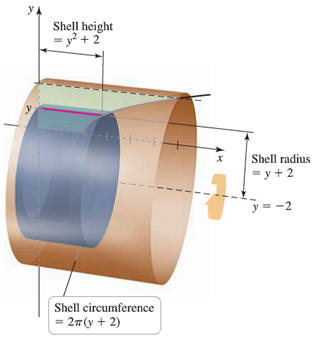 y
Shell height
= y² + 2
y
x
Shell radius
= y + 2
y = −2
Shell circumference
= 2π(y + 2)